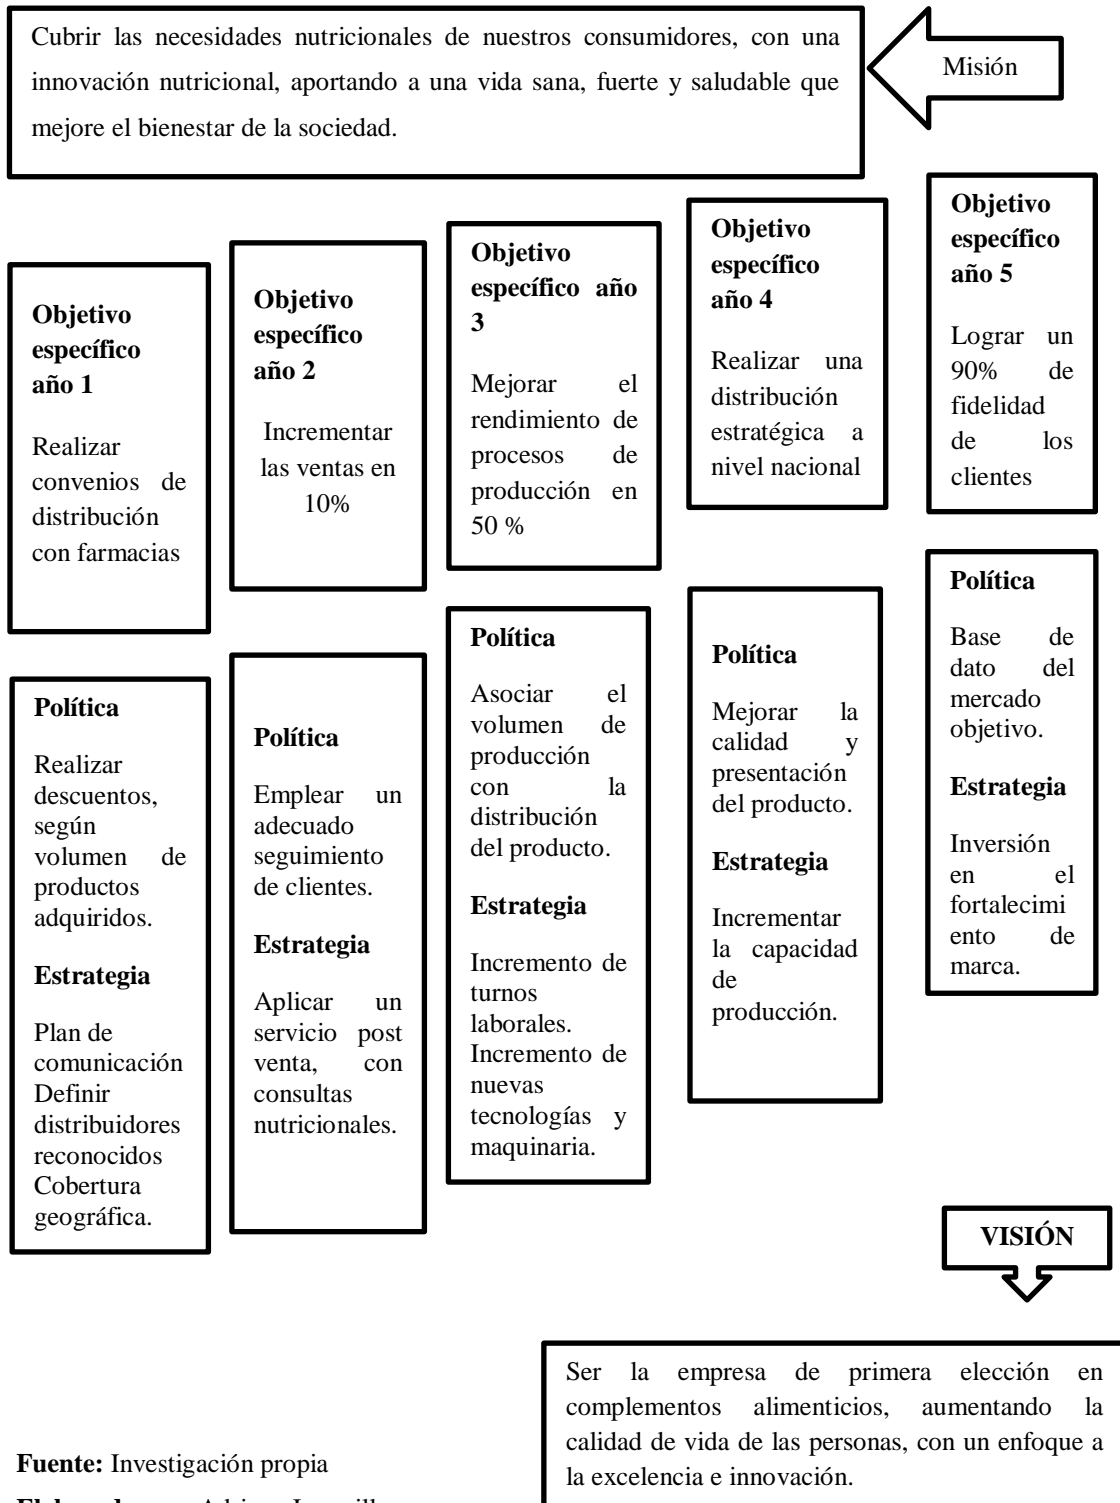 Cubrir las necesidades nutricionales de nuestros consumidores, con una
innovación nutricional, aportando a una vida sana, fuerte y saludable que
mejore el bienestar de la sociedad.
Misión
Objetivo
específico
año 1
Realizar
convenios de
distribución
con farmacias
Objetivo
específico
año 2
Incrementar
las ventas en
10%
Objetivo
específico año
3
Mejorar el
rendimiento de
procesos de
producción en
50 %
Objetivo
específico
año 4
Realizar una
distribución
estratégica a
nivel nacional
Objetivo
específico
año 5
Lograr un
90% de
fidelidad
de los
clientes
Política
Realizar
descuentos,
según
volumen de
productos
adquiridos.
Estrategia
Plan de
comunicación
Definir
distribuidores
reconocidos
Cobertura
geográfica.
Política
Emplear un
adecuado
seguimiento
de clientes.
Estrategia
Aplicar un
servicio post
venta, con
consultas
nutricionales.
Política
Asociar el
volumen de
producción
con la
distribución
del producto.
Estrategia
Incremento de
turnos
laborales.
Incremento de
nuevas
tecnologías y
maquinaria.
Política
Mejorar la
calidad y
presentación
del producto.
Estrategia
Incrementar
la capacidad
de
producción.
Política
Base de
dato del
mercado
objetivo.
Estrategia
Inversión
en el
fortalecimi
ento de
marca.
VISIÓN
Ser la empresa de primera elección en
complementos alimenticios, aumentando la
calidad de vida de las personas, con un enfoque a
la excelencia e innovación.
Fuente: Investigación propia